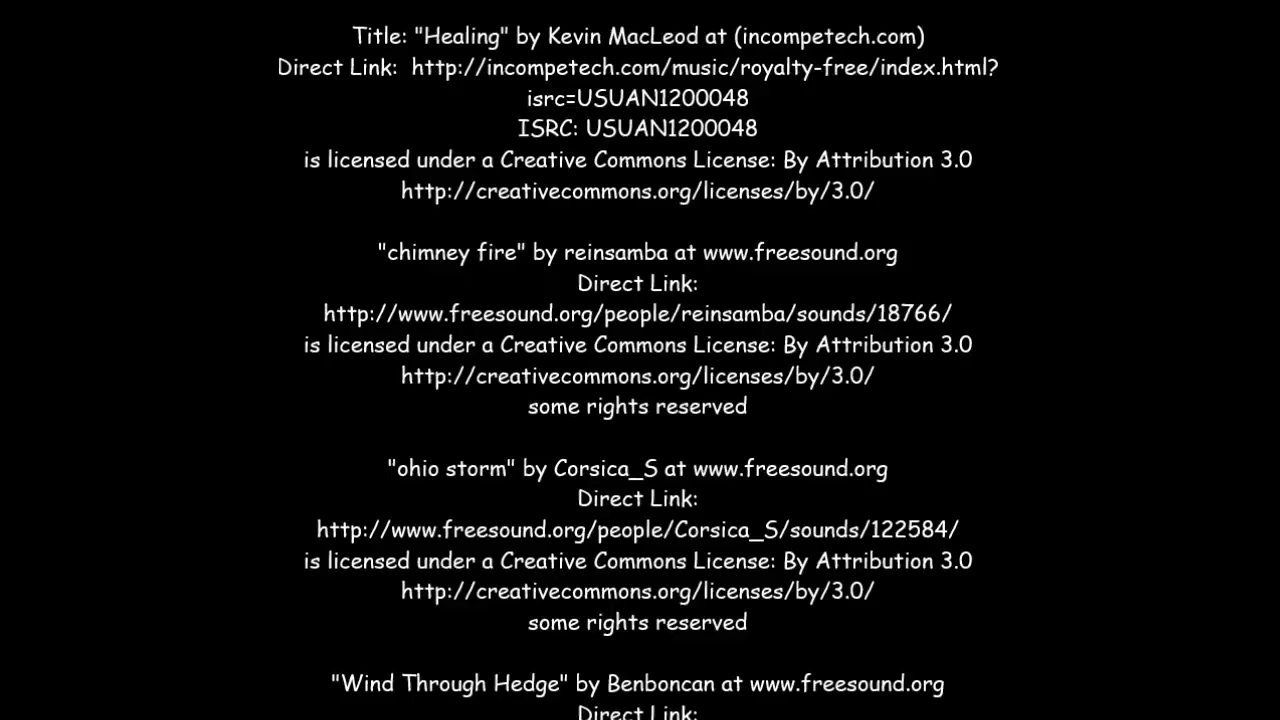 Title: "Healing" by Kevin MacLeod at (incompetech.com)
Direct Link:  http://incompetech.com/music/royalty-free/index.html?
isrc=USUAN1200048
ISRC: USUAN1200048
is licensed under a Creative Commons License: By Attribution 3.0
http://creativecommons.org/licenses/by/3.0/
"chimney fire" by reinsamba at www.freesound.org
Direct Link:
http://www.freesound.org/people/reinsamba/sounds/18766/
is licensed under a Creative Commons License: By Attribution 3.0
http://creativecommons.org/licenses/by/3.0/
some rights reserved
"ohio storm" by Corsica_S at www.freesound.org
Direct Link:
http://www.freesound.org/people/Corsica_S/sounds/122584/
is licensed under a Creative Commons License: By Attribution 3.0
http://creativecommons.org/licenses/by/3.0/
some rights reserved
"Wind Through Hedge" by Benboncan at www.freesound.org
Direct Link: